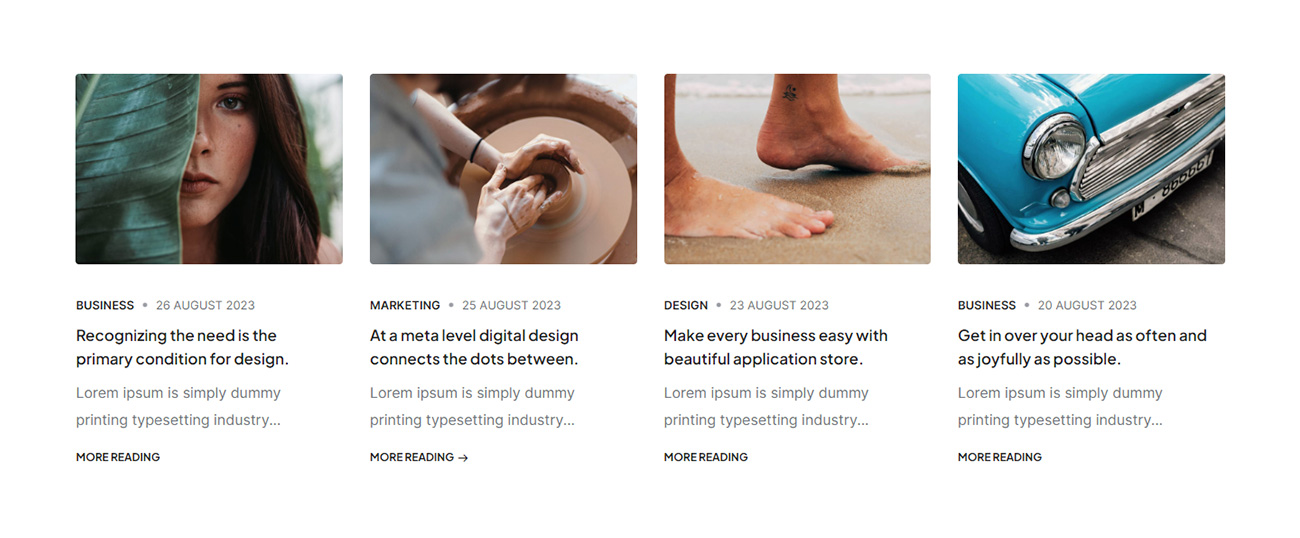 BUSINESS • 26 AUGUST 2023
Recognizing the need is the
primary condition for design.
Lorem ipsum is simply dummy
printing typesetting industry...
MORE READING
MARKETING • 25 AUGUST 2023
At a meta level digital design
connects the dots between.
Lorem ipsum is simply dummy
printing typesetting industry...
MORE READING →
DESIGN • 23 AUGUST 2023
Make every business easy with
beautiful application store.
Lorem ipsum is simply dummy
printing typesetting industry...
MORE READING
BUSINESS • 20 AUGUST 2023
Get in over your head as often and
as joyfully as possible.
Lorem ipsum is simply dummy
printing typesetting industry...
MORE READING